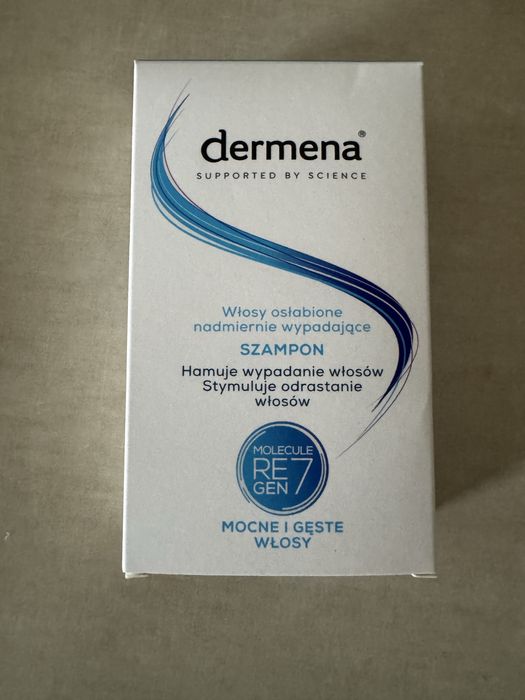 dermena®
SUPPORTED BY SCIENCE
Włosy osłabione
nadmiernie wypadające
SZAMPON
Hamuje wypadanie włosów
Stymuluje odrastanie
włosów
MOLECULE
RE
GEN 7
MOCNE I GĘSTE
WŁOSY